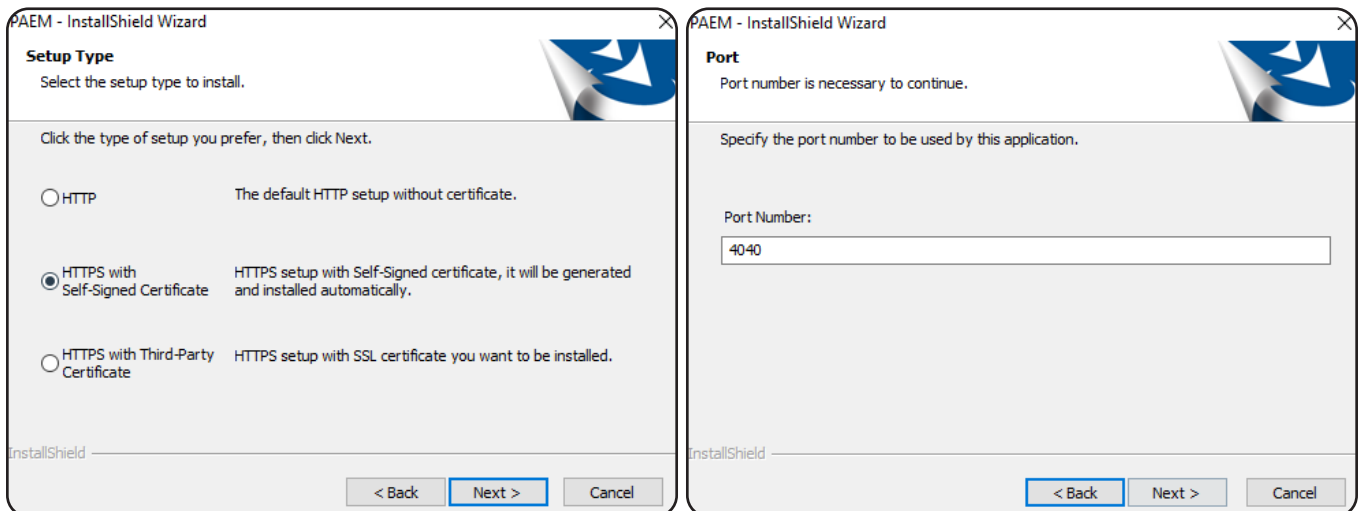 PAEM - InstallShield Wizard
Setup Type
Select the setup type to install.
Click the type of setup you prefer, then click Next.
HTTP
The default HTTP setup without certificate.
HTTPS with
Self-Signed Certificate
HTTPS setup with Self-Signed certificate, it will be generated
and installed automatically.
HTTPS with Third-Party
Certificate
HTTPS setup with SSL certificate you want to be installed.
InstallShield
< Back
Next >
Cancel
PAEM - InstallShield Wizard
Port
Port number is necessary to continue.
Specify the port number to be used by this application.
Port Number:
4040
InstallShield
< Back
Next >
Cancel